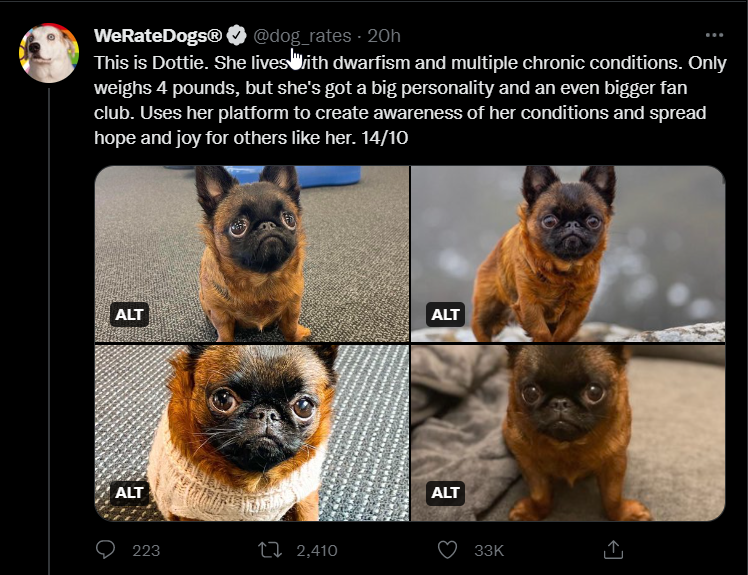 WeRateDogs® @dog_rates · 20h
This is Dottie. She lives with dwarfism and multiple chronic conditions. Only
weighs 4 pounds, but she's got a big personality and an even bigger fan
club. Uses her platform to create awareness of her conditions and spread
hope and joy for others like her. 14/10
ALT ALT
ALT ALT
223 2,410 33K